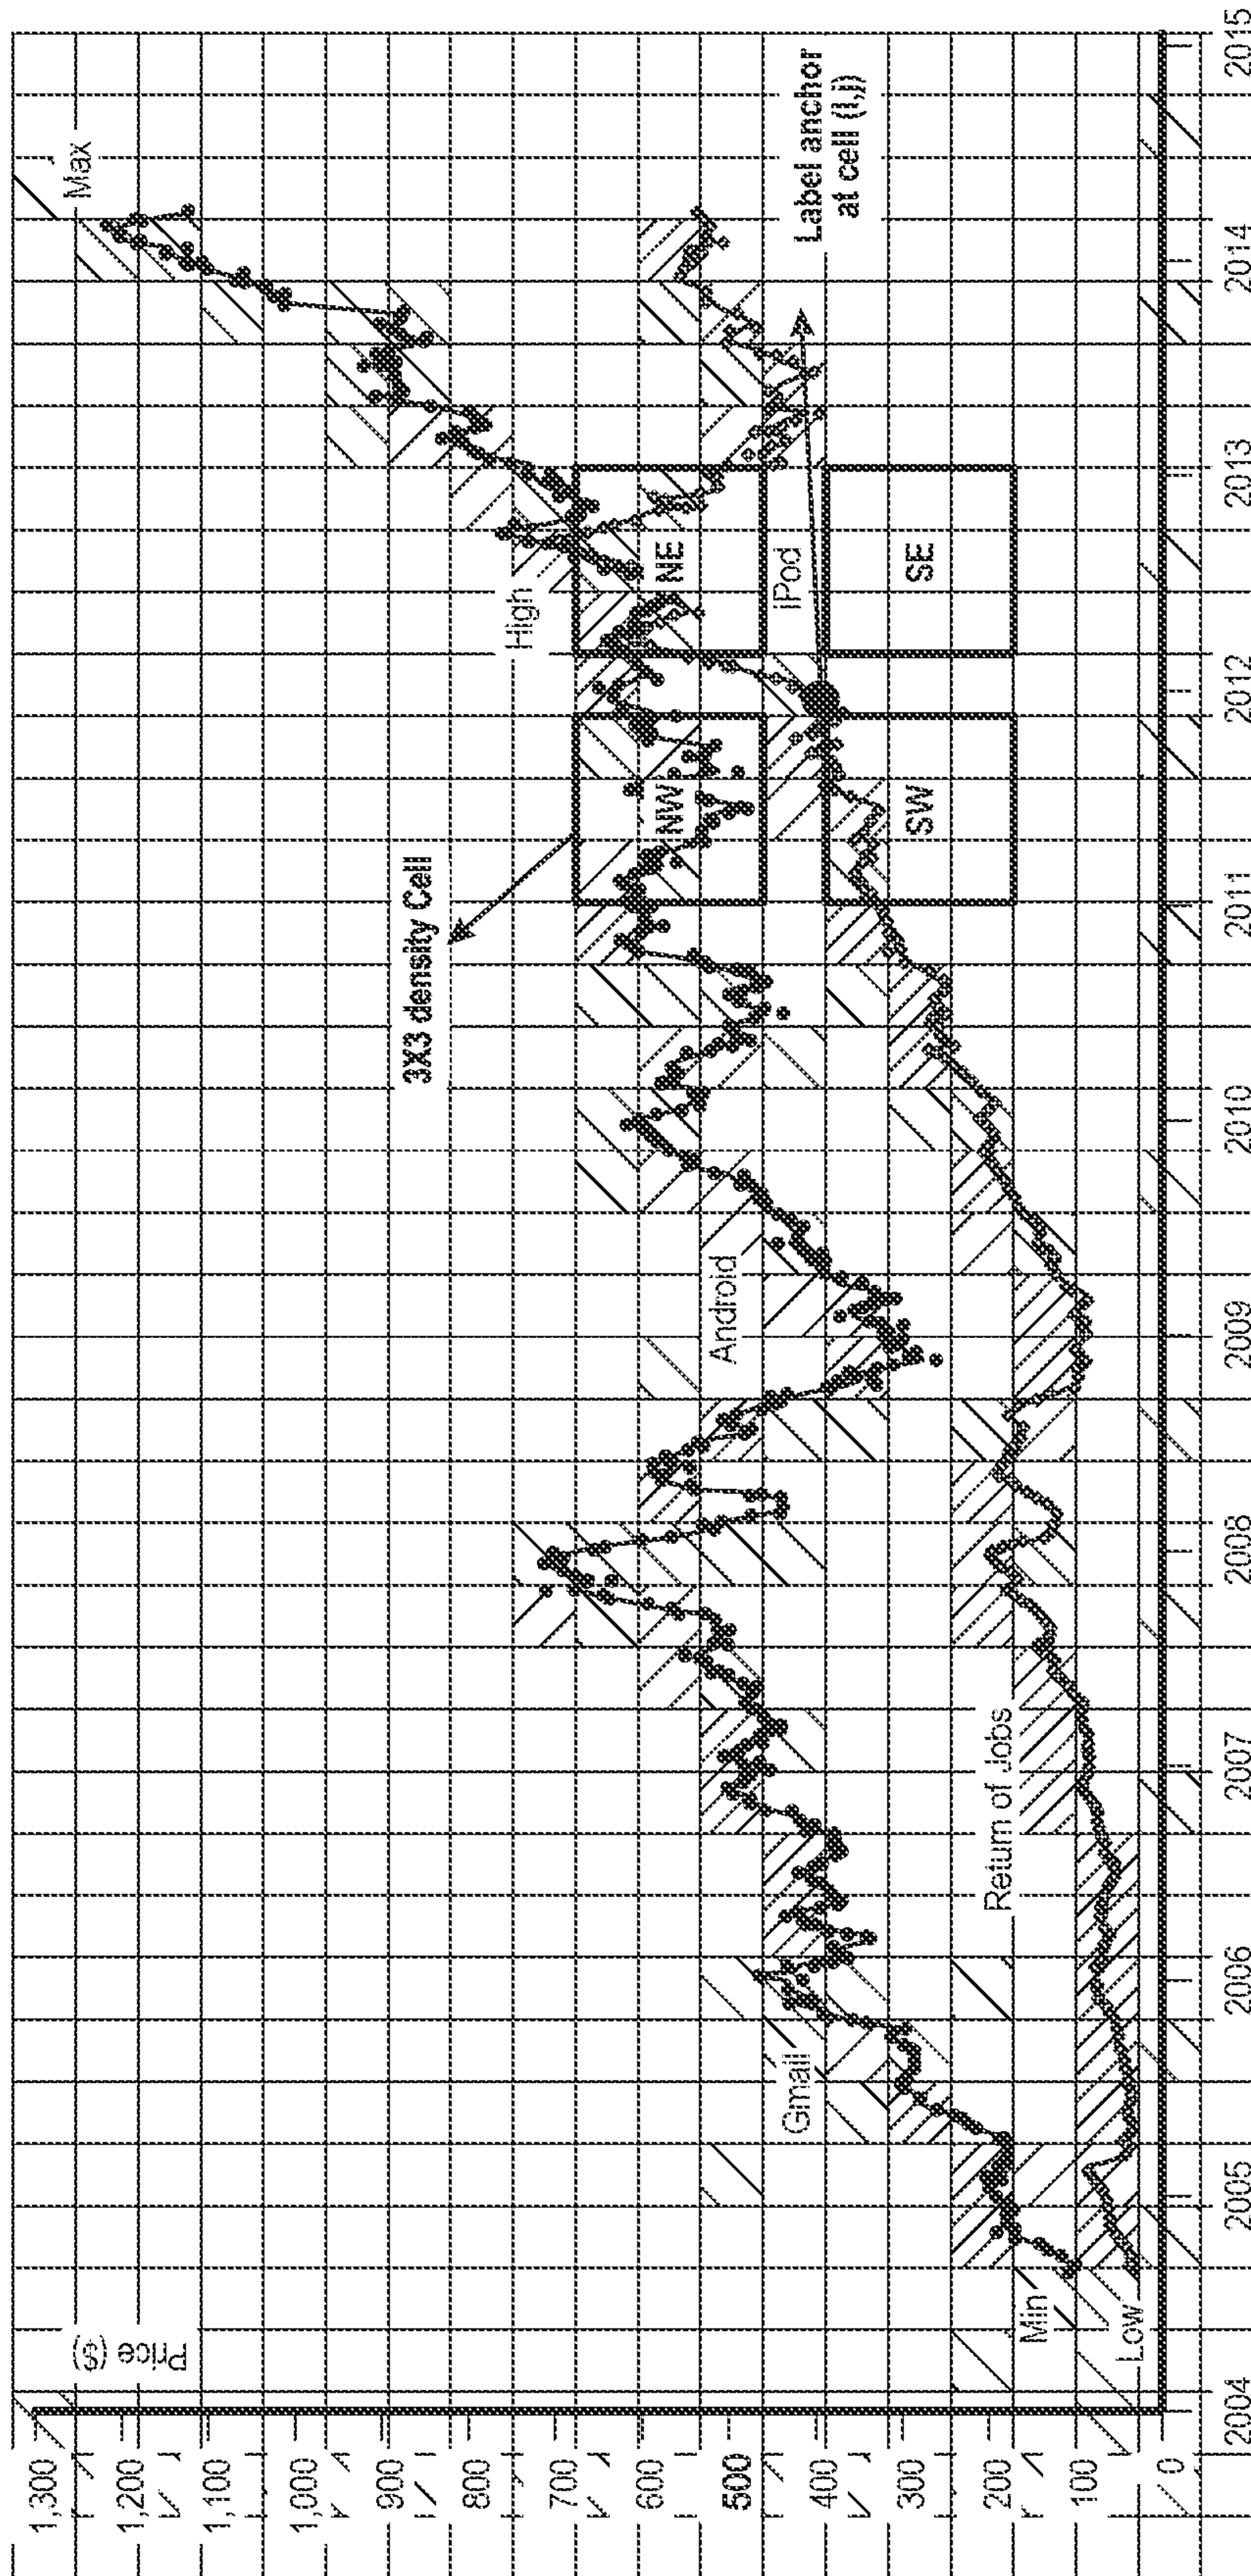 Price ($)
1,300
1,200
1,100
1,000
900
800
700
600
500
400
300
200
100
0
Max
High
3X3 density Cell
NW
NE
Label anchor
at cell (i,j)
iPod
Android
SW
SE
Gmail
Return of Jobs
Min
Low
2004
2005
2006
2007
2008
2009
2010
2011
2012
2013
2014
2015